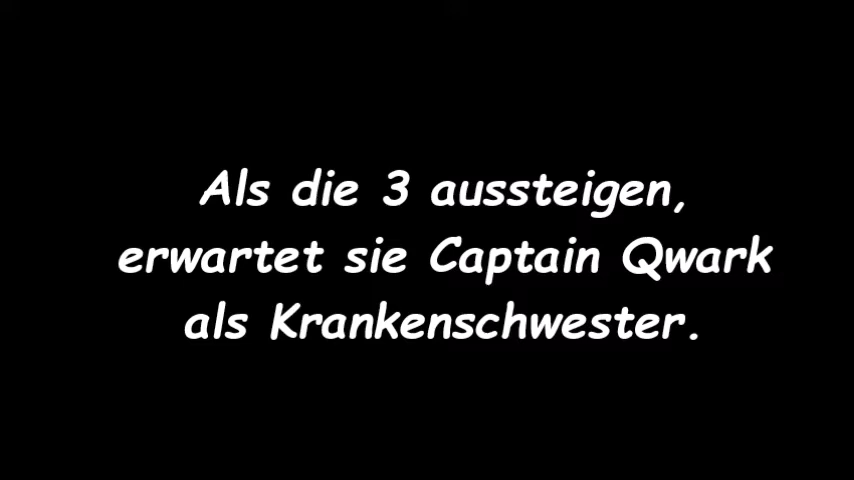 Als die 3 aussteigen,
erwartet sie Captain Qwark
als Krankenschwester.